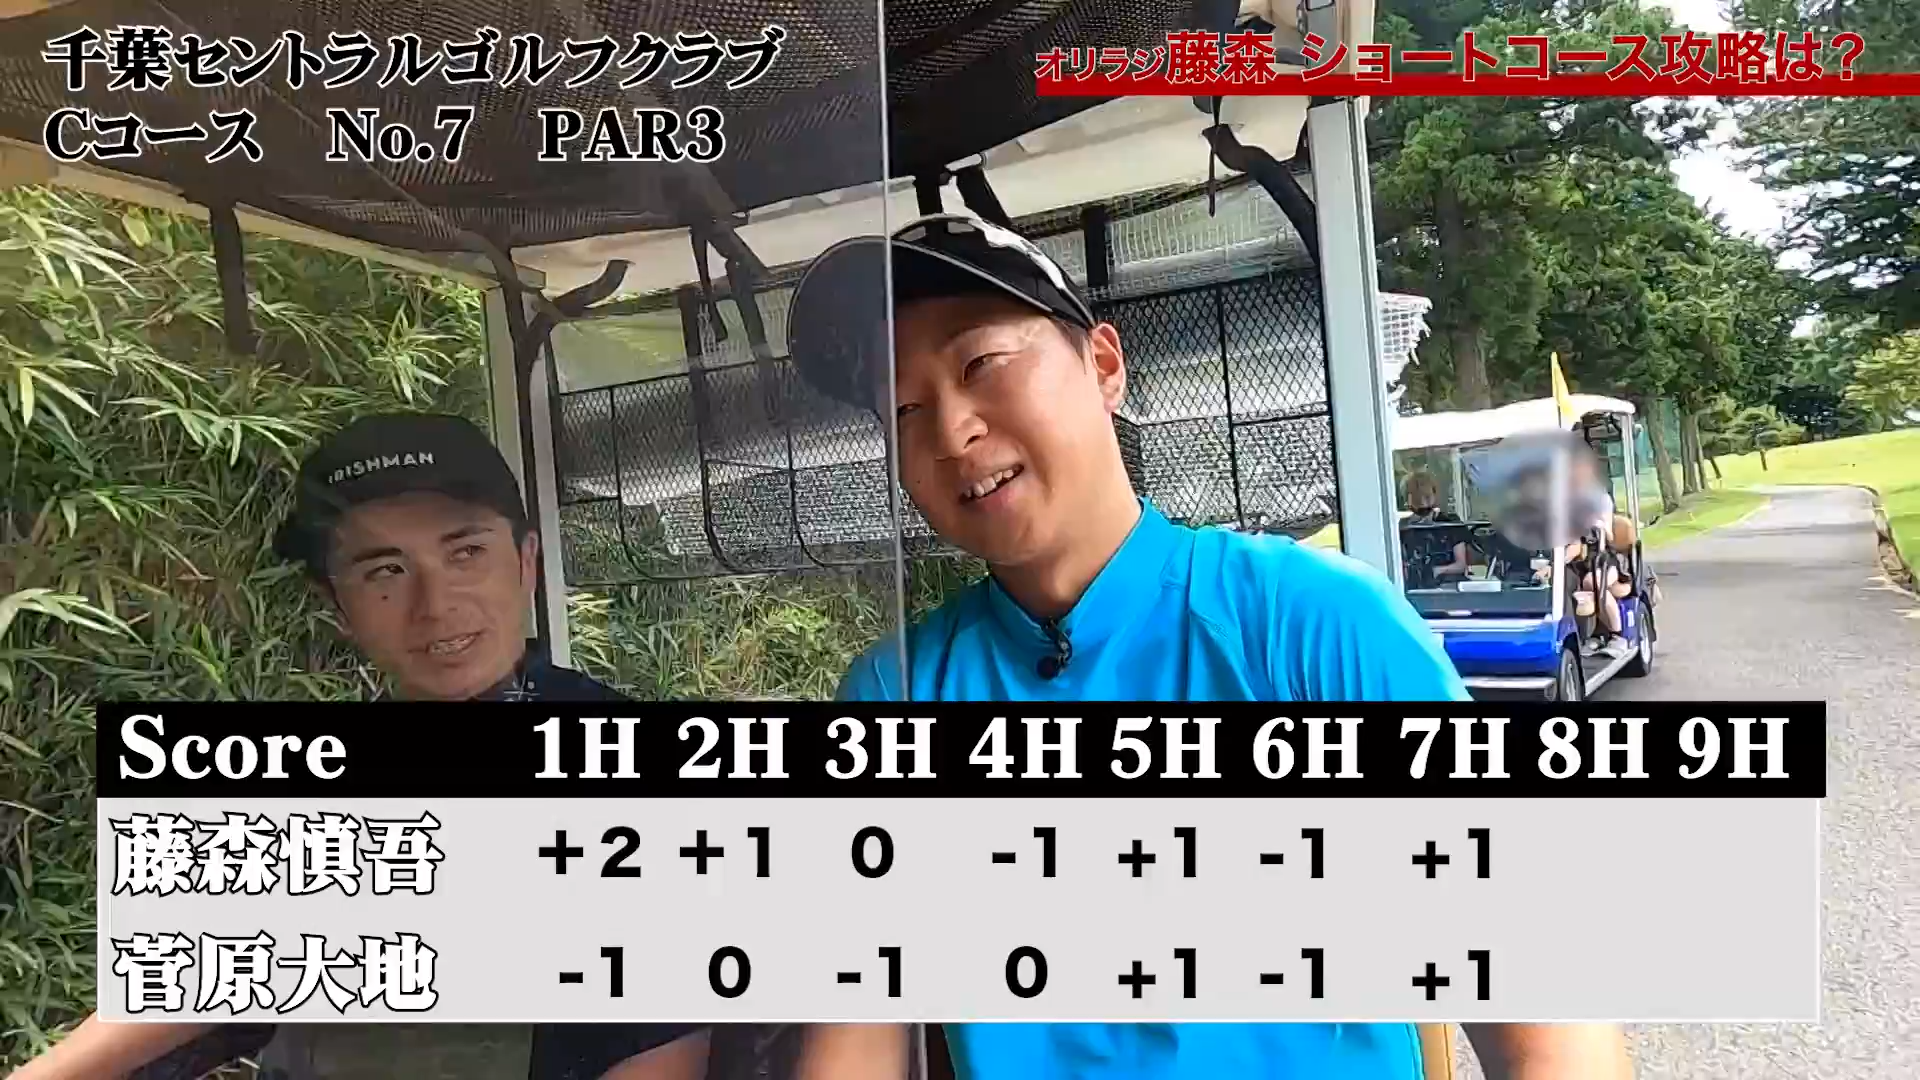 千葉セントラルゴルフクラブ
Cコース No.7 PAR3
オリラジ藤森 ショートコース攻略は？
IRISHMAN
Score 1H 2H 3H 4H 5H 6H 7H 8H 9H
藤森慎吾 +2 +1 0 -1 +1 -1 +1
菅原大地 -1 0 -1 0 +1 -1 +1